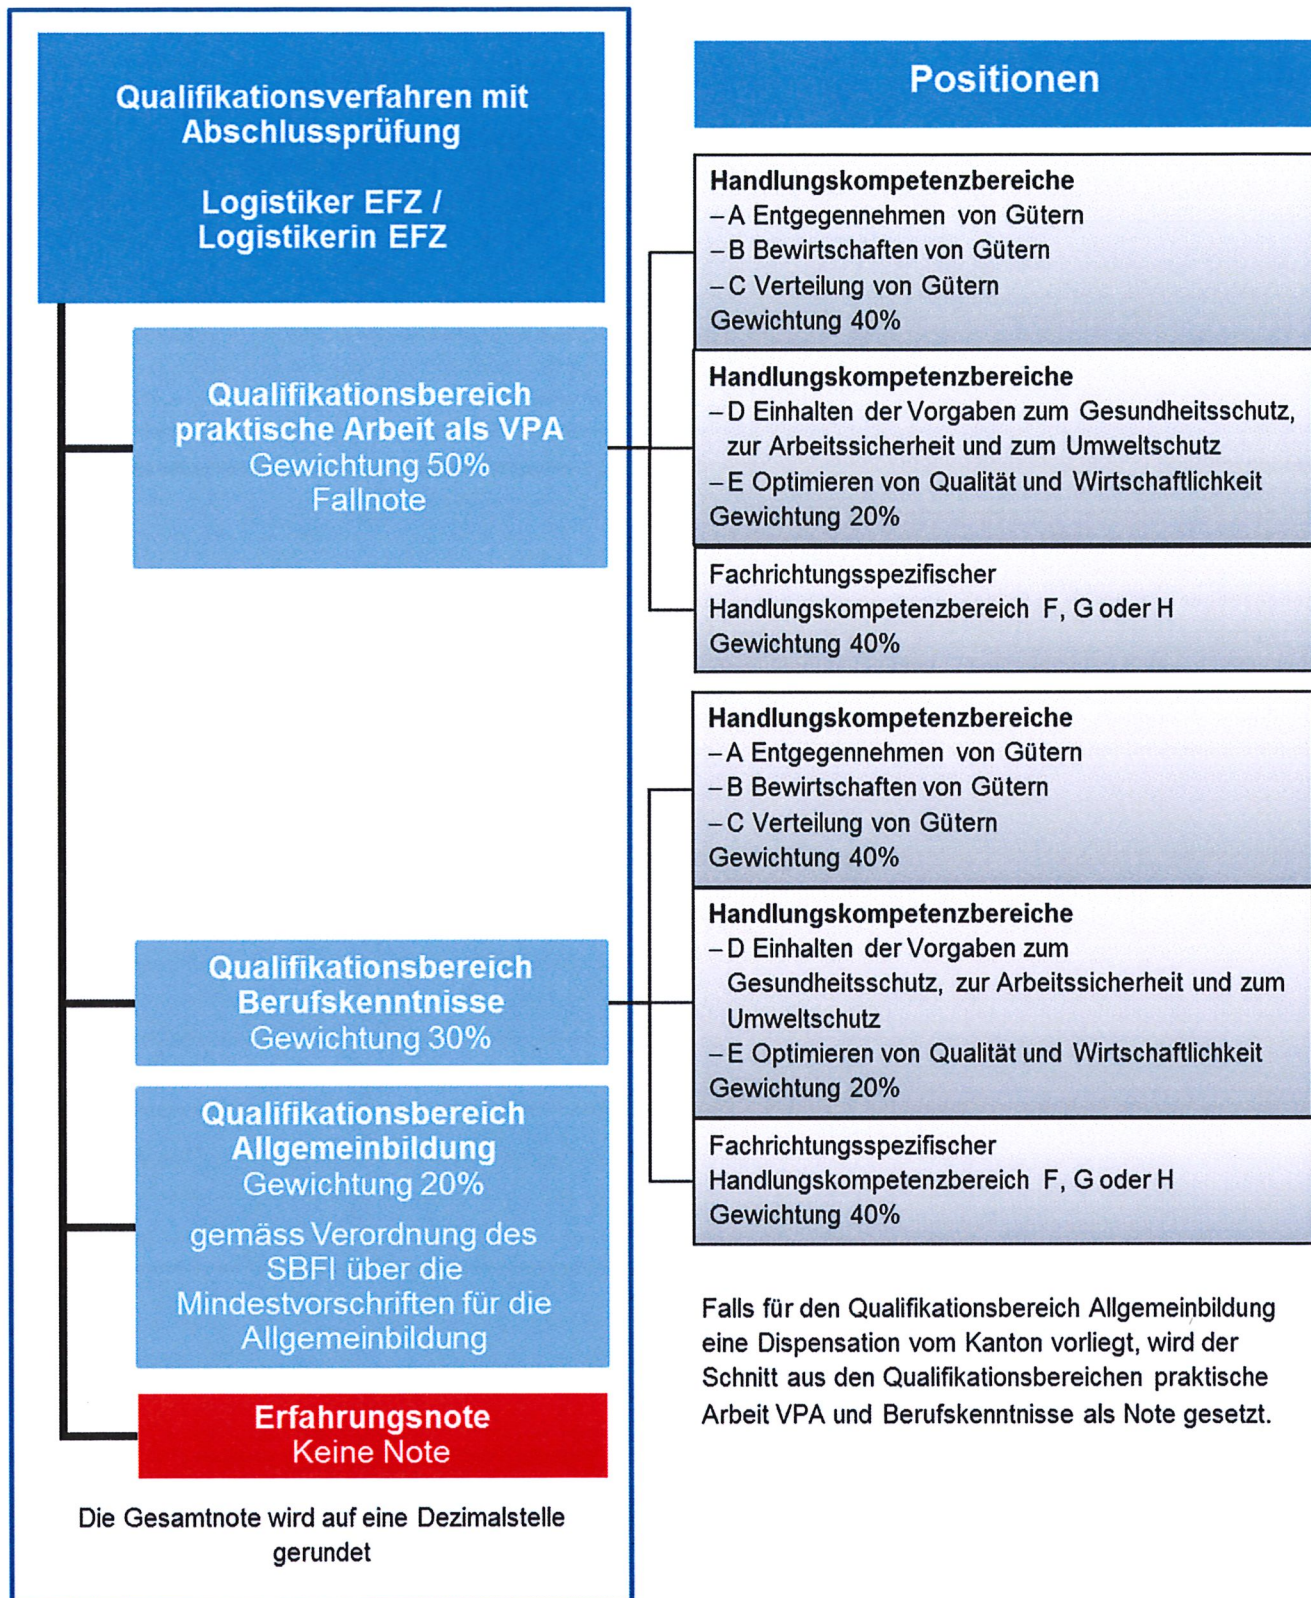 Qualifikationsverfahren mit
Abschlussprüfung
Logistiker EFZ /
Logistikerin EFZ
Qualifikationsbereich
praktische Arbeit als VPA
Gewichtung 50%
Fallnote
Qualifikationsbereich
Berufskenntnisse
Gewichtung 30%
Qualifikationsbereich
Allgemeinbildung
Gewichtung 20%
gemäss Verordnung des
SBFI über die
Mindestvorschriften für die
Allgemeinbildung
Erfahrungsnote
Keine Note
Die Gesamtnote wird auf eine Dezimalstelle
gerundet
Positionen
Handlungskompetenzbereiche
– A Entgegennehmen von Gütern
– B Bewirtschaften von Gütern
– C Verteilung von Gütern
Gewichtung 40%
Handlungskompetenzbereiche
– D Einhalten der Vorgaben zum Gesundheitsschutz,
zur Arbeitssicherheit und zum Umweltschutz
– E Optimieren von Qualität und Wirtschaftlichkeit
Gewichtung 20%
Fachrichtungsspezifischer
Handlungskompetenzbereich F, G oder H
Gewichtung 40%
Handlungskompetenzbereiche
– A Entgegennehmen von Gütern
– B Bewirtschaften von Gütern
– C Verteilung von Gütern
Gewichtung 40%
Handlungskompetenzbereiche
– D Einhalten der Vorgaben zum
Gesundheitsschutz, zur Arbeitssicherheit und zum
Umweltschutz
– E Optimieren von Qualität und Wirtschaftlichkeit
Gewichtung 20%
Fachrichtungsspezifischer
Handlungskompetenzbereich F, G oder H
Gewichtung 40%
Falls für den Qualifikationsbereich Allgemeinbildung
eine Dispensation vom Kanton vorliegt, wird der
Schnitt aus den Qualifikationsbereichen praktische
Arbeit VPA und Berufskenntnisse als Note gesetzt.